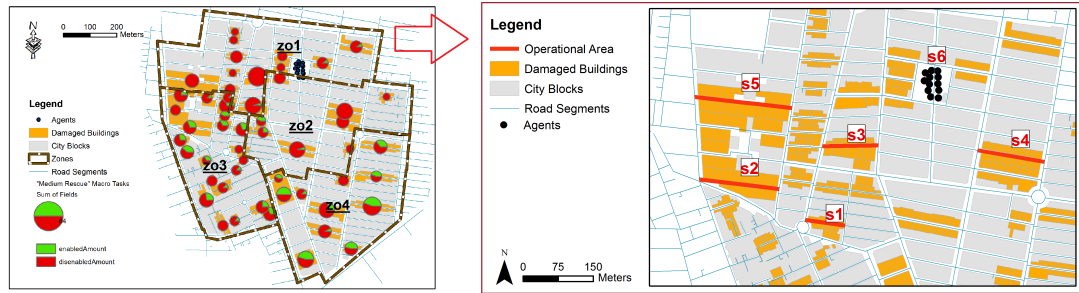 N
0 50 100 200
Meters
zo1
zo2
zo3
zo4
Legend
Agents
Damaged Buildings
City Blocks
Zones
Road Segments
"Medium Rescue" Macro Tasks
Sum of Fields
enabledAmount
disenabledAmount
Legend
Operational Area
Damaged Buildings
City Blocks
Road Segments
Agents
N
0 75 150
Meters
s6
s5
s3
s4
s2
s1